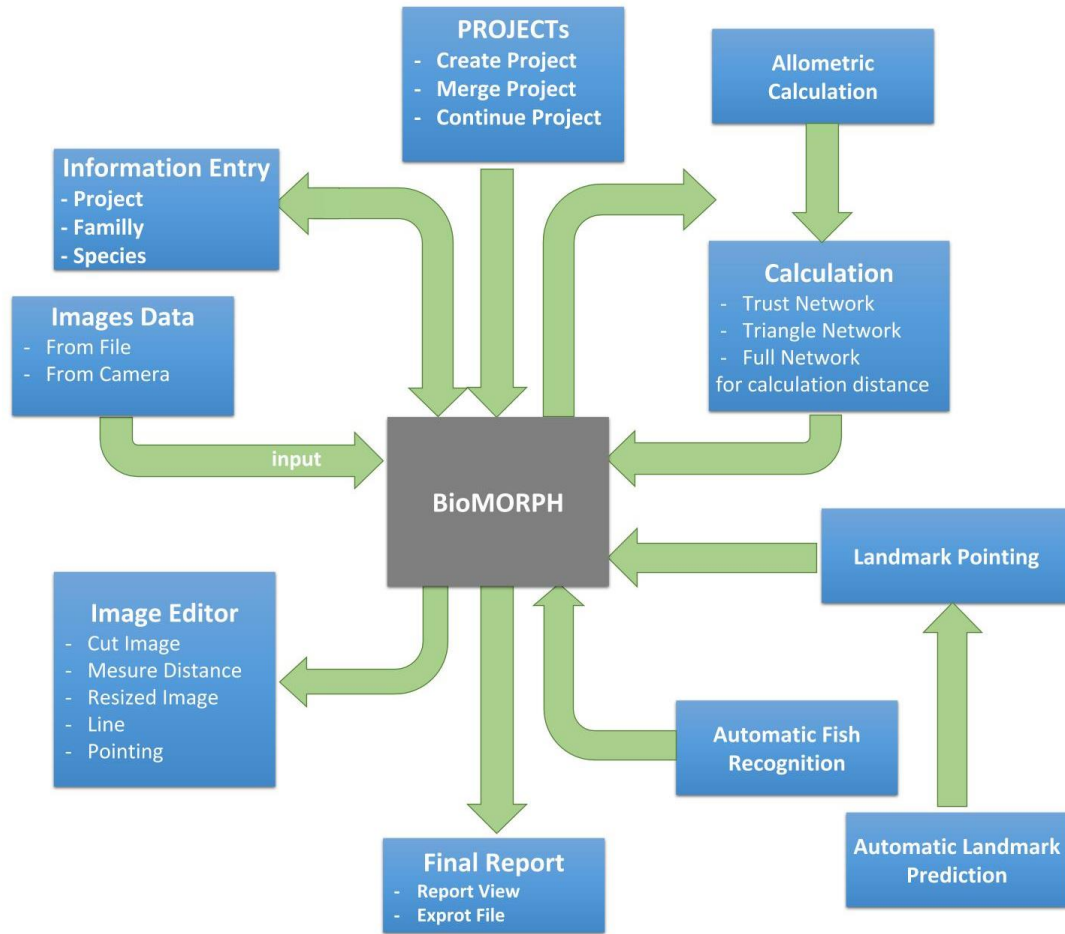 PROJECTs
- Create Project
- Merge Project
- Continue Project
Allometric
Calculation
Information Entry
- Project
- Familly
- Species
Calculation
- Trust Network
- Triangle Network
- Full Network
for calculation distance
Images Data
- From File
- From Camera
input
BioMORPH
Landmark Pointing
Image Editor
- Cut Image
- Mesure Distance
- Resized Image
- Line
- Pointing
Automatic Fish
Recognition
Automatic Landmark
Prediction
Final Report
- Report View
- Exprot File